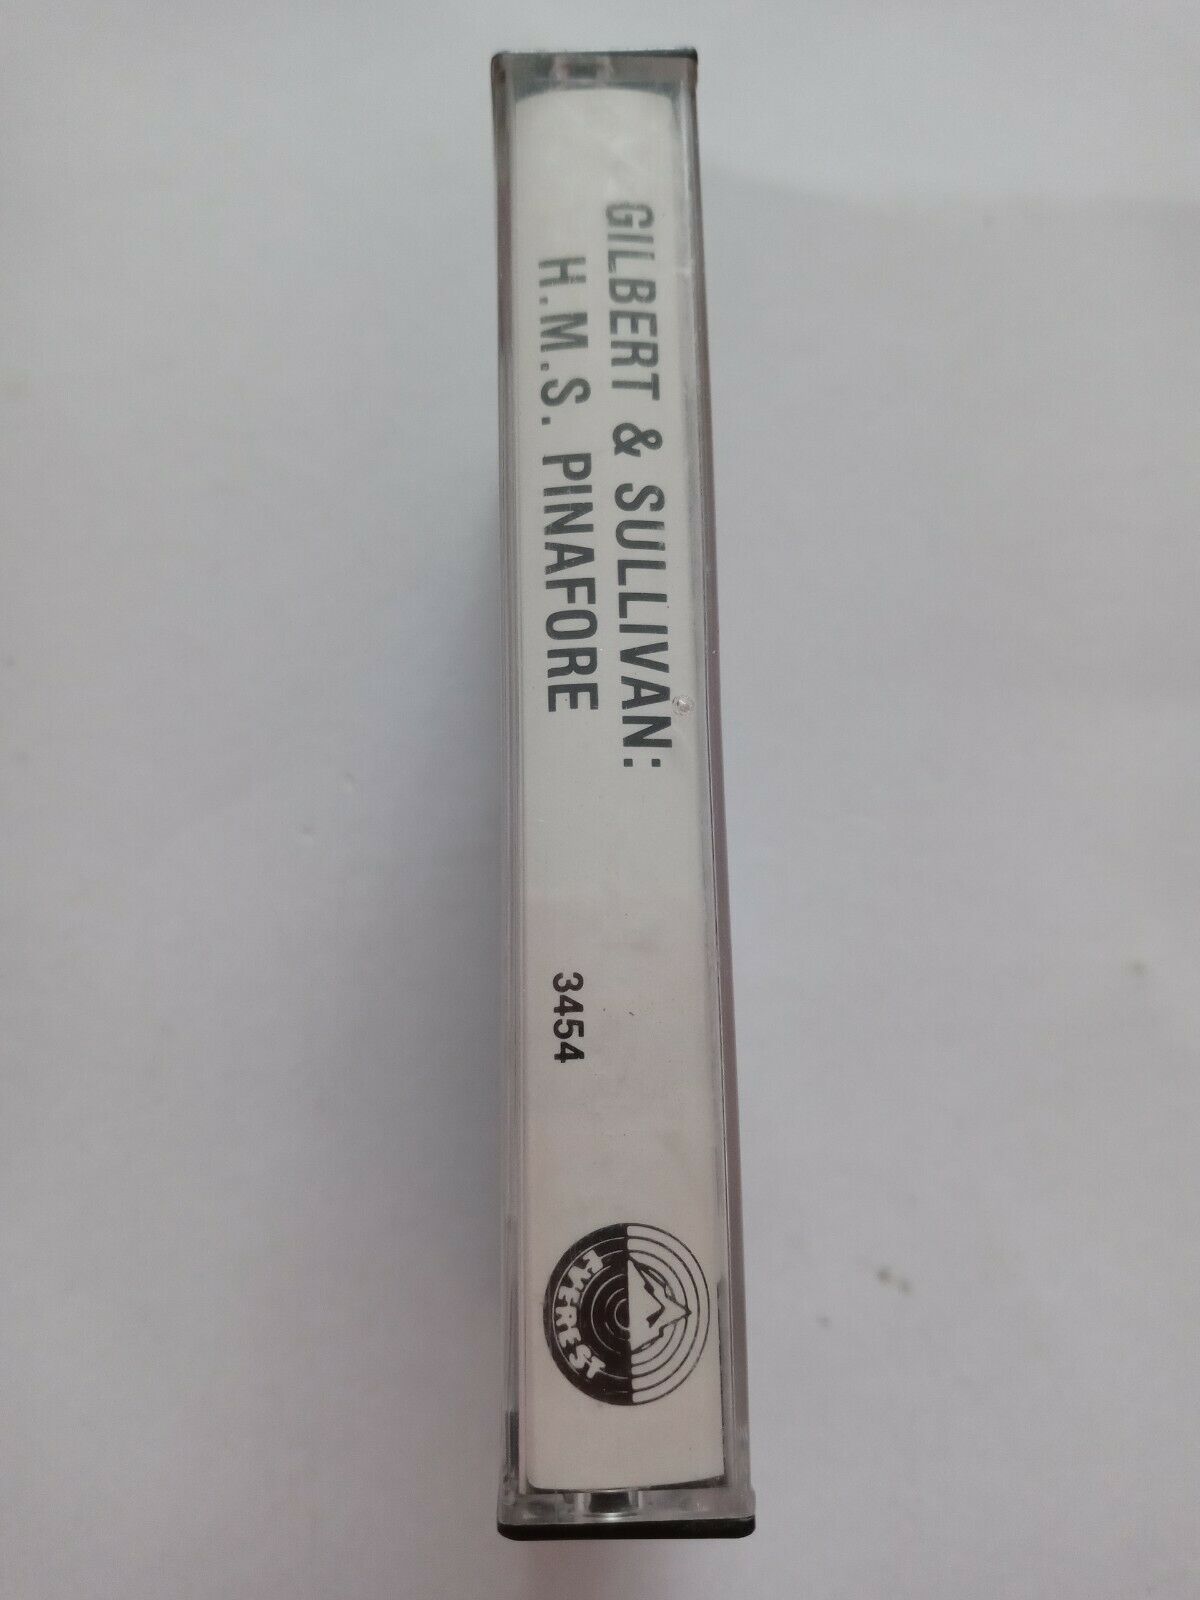 GILBERT & SULLIVAN:
H.M.S. PINAFORE
3454
EVEREST